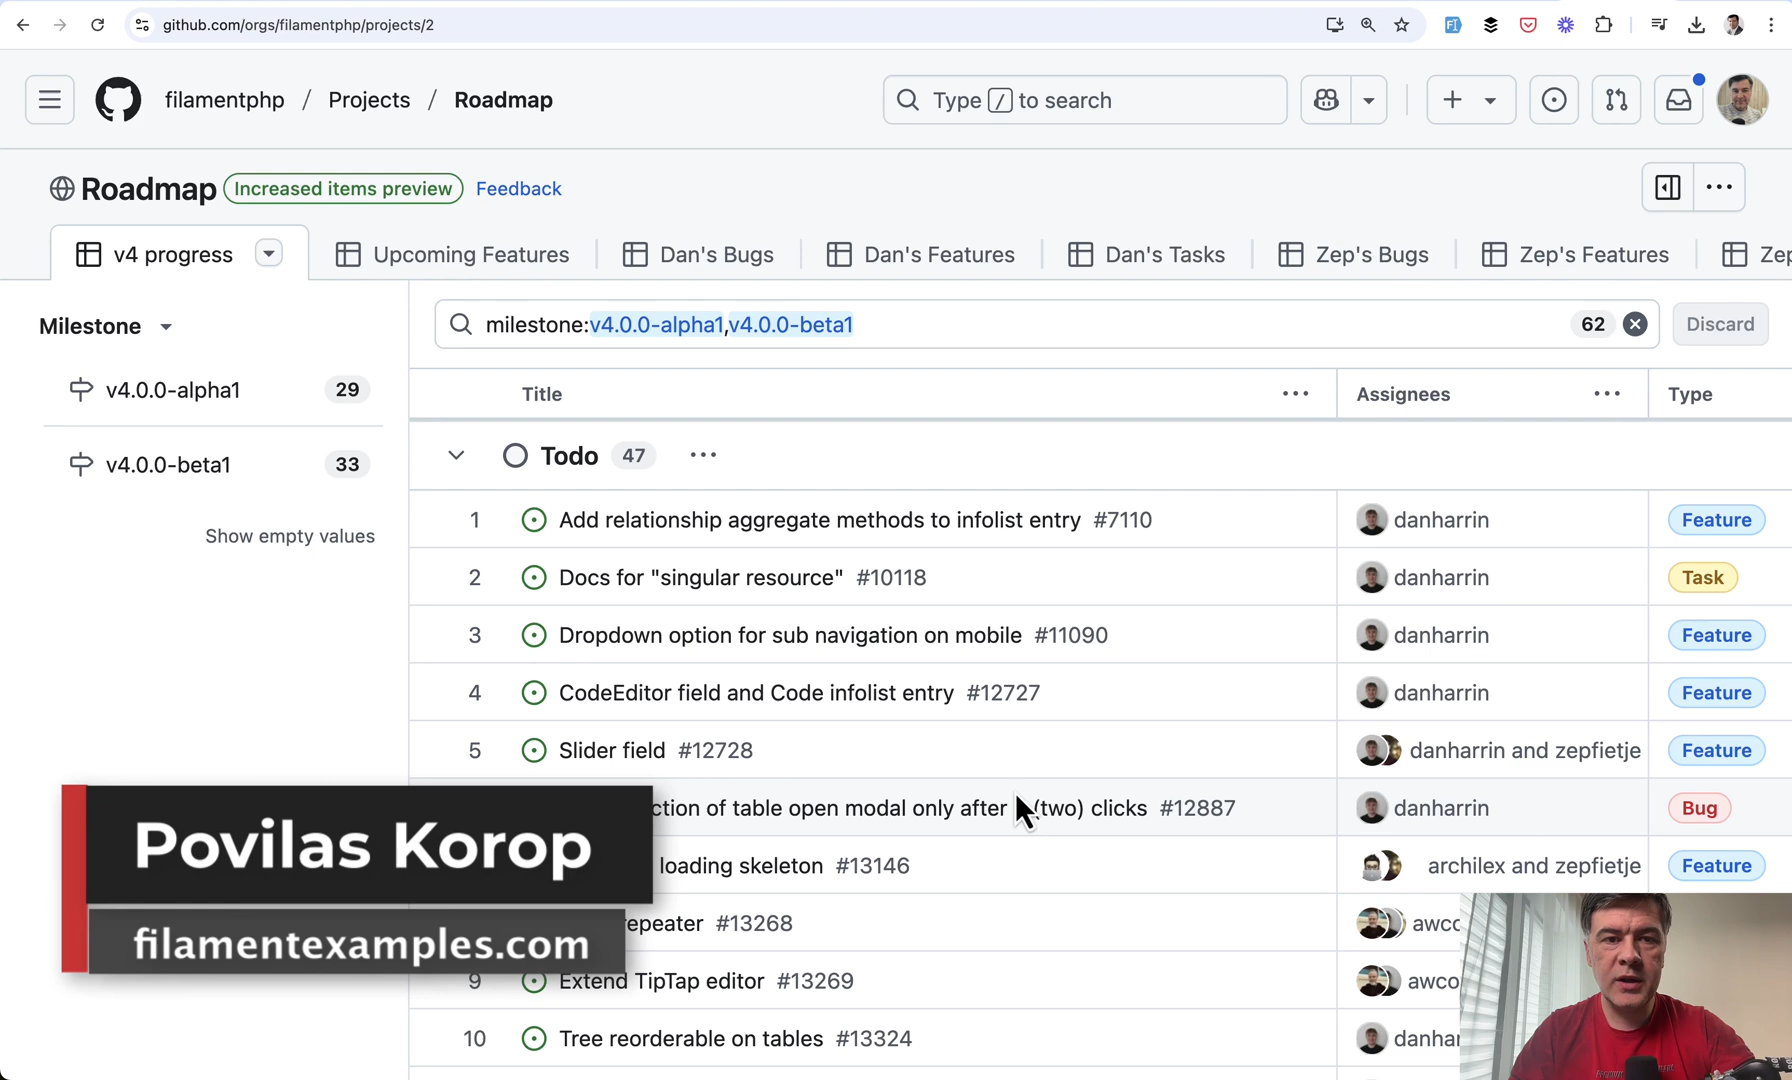 github.com/orgs/filamentphp/projects/2
filamentphp / Projects / Roadmap
Type / to search
Roadmap Increased items preview Feedback
v4 progress Upcoming Features Dan's Bugs Dan's Features Dan's Tasks Zep's Bugs Zep's Features Zep
Milestone
milestone:v4.0.0-alpha1,v4.0.0-beta1 62 Discard
v4.0.0-alpha1 29
v4.0.0-beta1 33
Show empty values
Title Assignees Type
Todo 47
1 Add relationship aggregate methods to infolist entry #7110 danharrin Feature
2 Docs for "singular resource" #10118 danharrin Task
3 Dropdown option for sub navigation on mobile #11090 danharrin Feature
4 CodeEditor field and Code infolist entry #12727 danharrin Feature
5 Slider field #12728 danharrin and zepfietje Feature
ction of table open modal only after (two) clicks #12887 danharrin Bug
loading skeleton #13146 archilex and zepfietje Feature
repeater #13268 awcc
9 Extend TipTap editor #13269 awco
10 Tree reorderable on tables #13324 danhar
Povilas Korop
filamentexamples.com